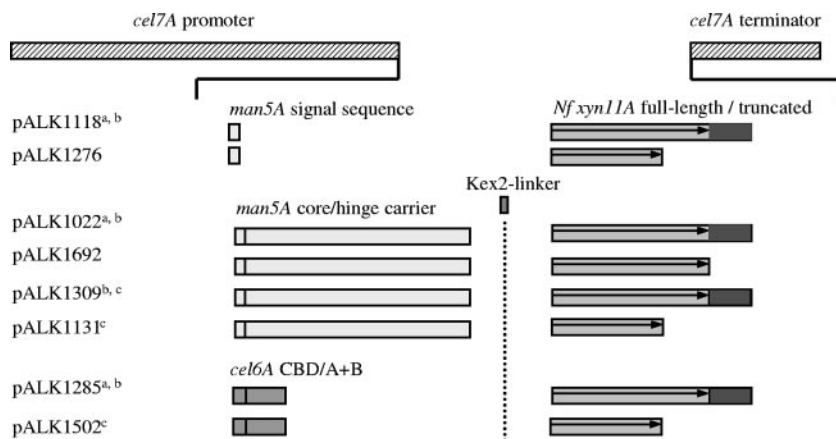 cel7A promoter
cel7A terminator
man5A signal sequence
Nf xyn11A full-length / truncated
pALK1118a, b
pALK1276
Kex2-linker
man5A core/hinge carrier
pALK1022a, b
pALK1692
pALK1309b, c
pALK1131c
cel6A CBD/A+B
pALK1285a, b
pALK1502c